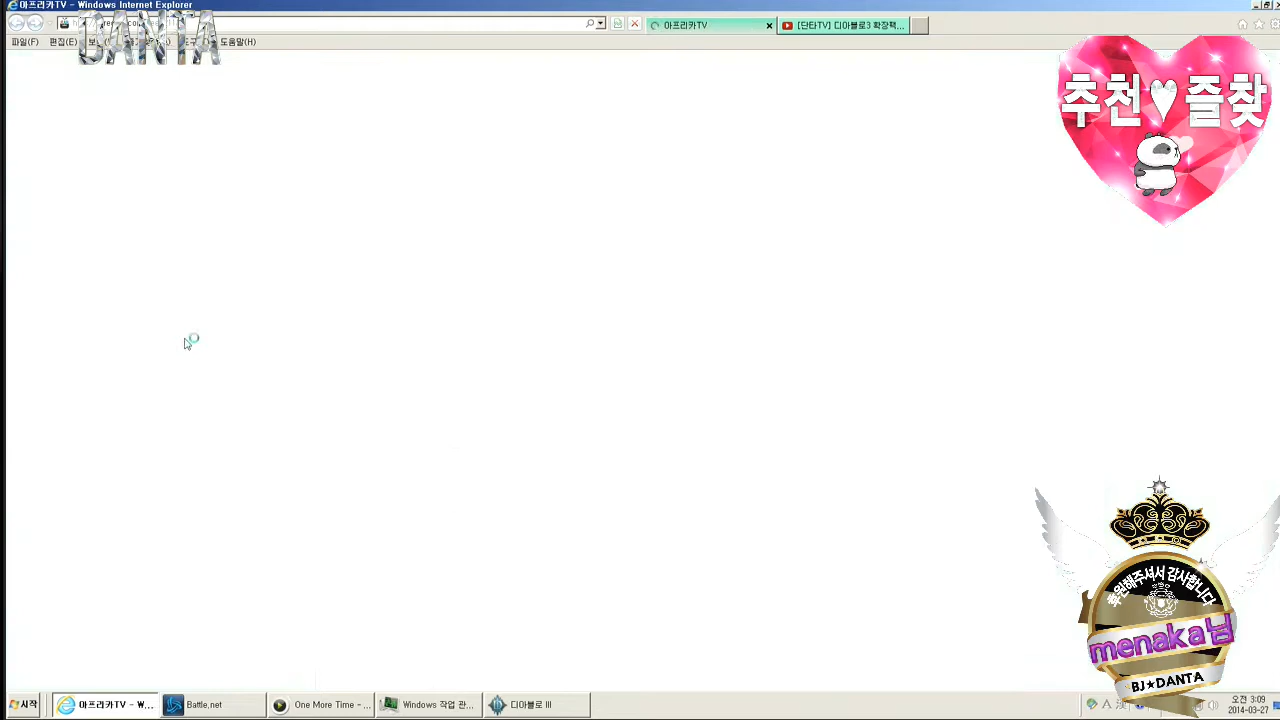 아프리카TV - Windows Internet Explorer
DANTA
아프리카TV
[단타TV] 디아블로3 확장팩...
파일(F) 편집(E) 도움말(H)
추천♥즐찾
후원해주셔서 감사합니다
menaka님
BJ★DANTA
시작
아프리카TV - W...
Battle.net
One More Time - ...
Windows 작업 관...
디아블로 III
오전 3:09
2014-03-27